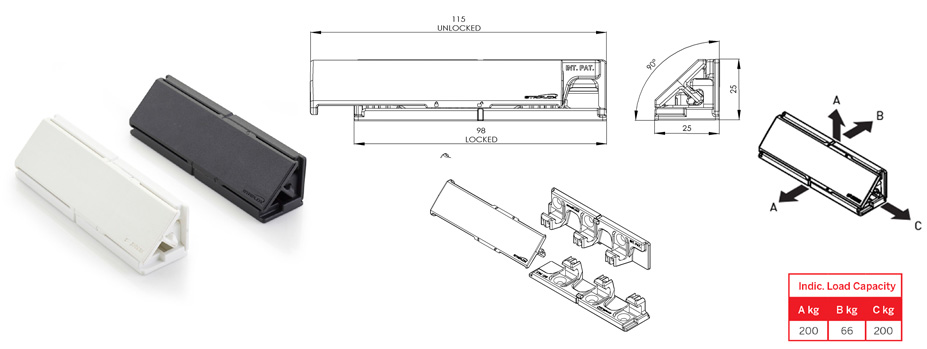 115
UNLOCKED
INT. PAT.
98
LOCKED
90°
25
25
A
B
A
C
Indic. Load Capacity
A kg B kg C kg
200 66 200